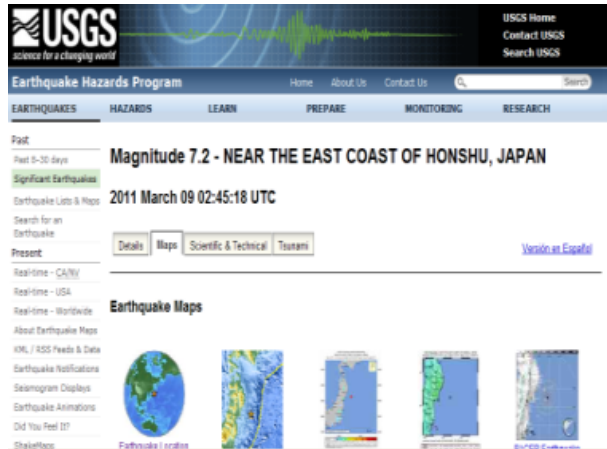 USGS
science for a changing world
USGS Home
Contact USGS
Search USGS
Earthquake Hazards Program
Home About Us Contact Us Search
EARTHQUAKES HAZARDS LEARN PREPARE MONITORING RESEARCH
Past
Past 8-30 days
Significant Earthquakes
Earthquake Lists & Maps
Search for an
Earthquake
Present
Real-time - CA/NV
Real-time - USA
Real-time - Worldwide
About Earthquake Maps
KML / RSS Feeds & Data
Earthquake Notifications
Seismogram Displays
Earthquake Animations
Did You Feel It?
ShakeMaps
Magnitude 7.2 - NEAR THE EAST COAST OF HONSHU, JAPAN
2011 March 09 02:45:18 UTC
Details Maps Scientific & Technical Tsunami
Versión en Español
Earthquake Maps
Earthquake Location
PAGER Earthquake